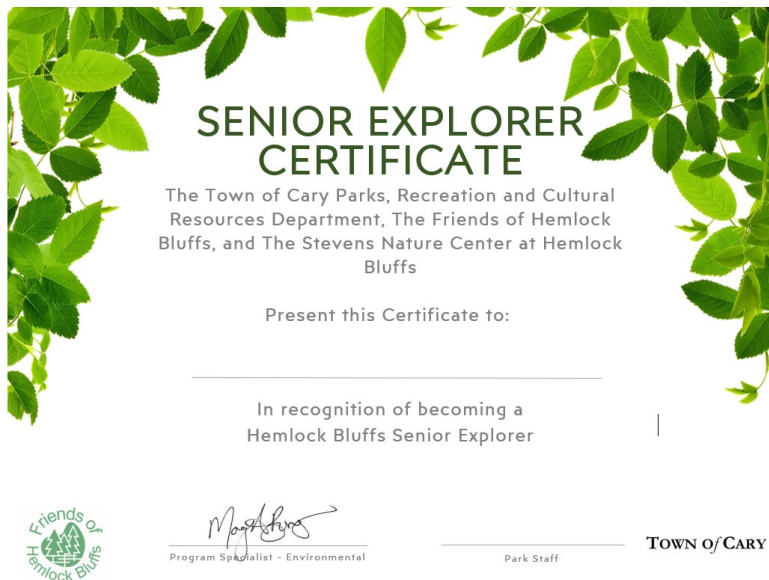 SENIOR EXPLORER
CERTIFICATE
The Town of Cary Parks, Recreation and Cultural
Resources Department, The Friends of Hemlock
Bluffs, and The Stevens Nature Center at Hemlock
Bluffs
Present this Certificate to:
In recognition of becoming a
Hemlock Bluffs Senior Explorer
Friends of
Hemlock Bluffs
Program Specialist - Environmental
Park Staff
TOWN of CARY